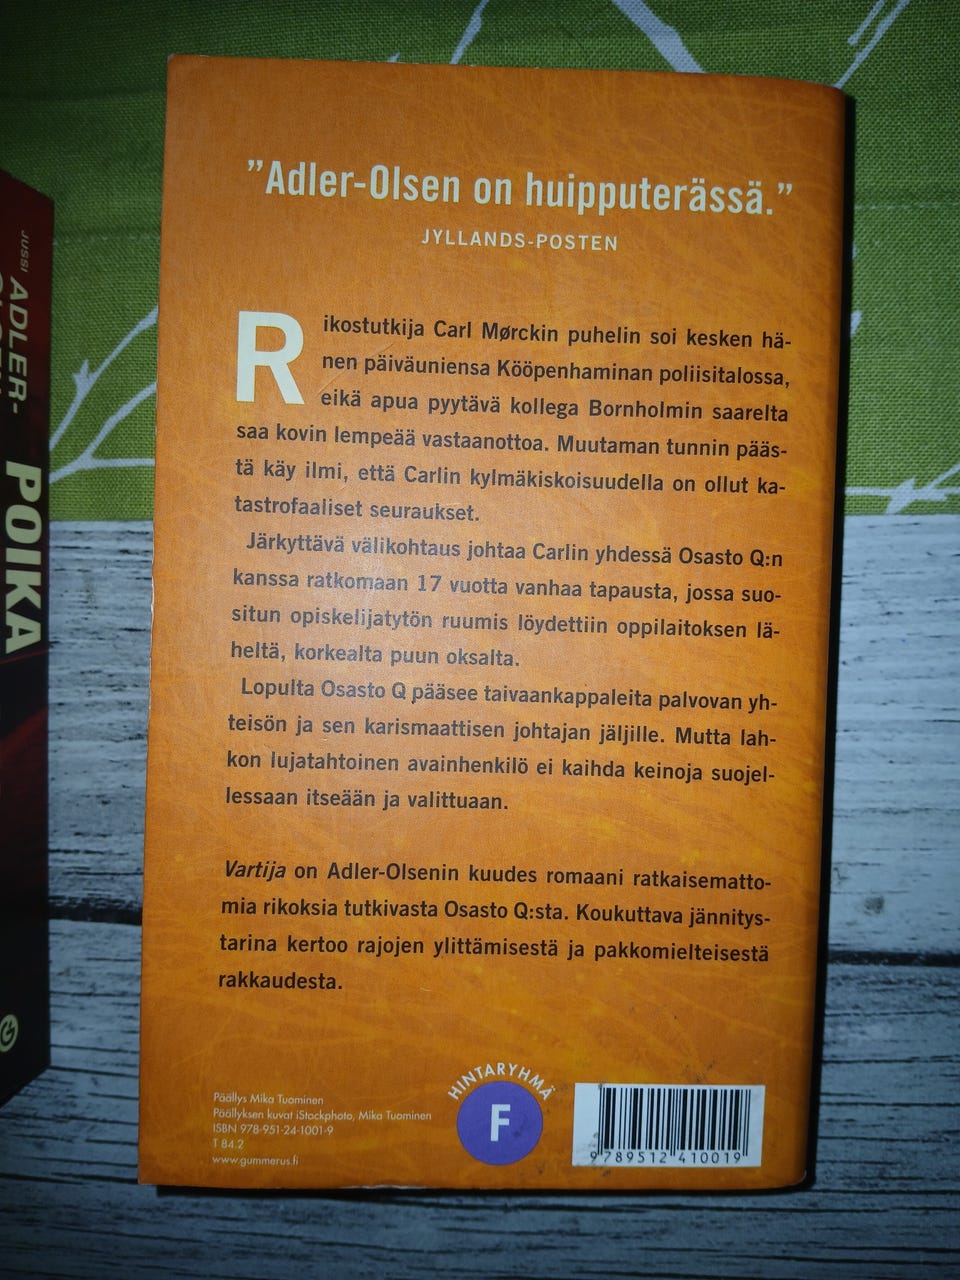 ”Adler-Olsen on huipputerässä.”
JYLLANDS-POSTEN
Rikostutkija Carl Mørckin puhelin soi kesken hä-
nen päiväuniensa Kööpenhaminan poliisitalossa,
eikä apua pyytävä kollega Bornholmin saarelta
saa kovin lempeää vastaanottoa. Muutaman tunnin pääs-
tä käy ilmi, että Carlin kylmäkiskoisuudella on ollut ka-
tastrofaaliset seuraukset.
Järkyttävä välikohtaus johtaa Carlin yhdessä Osasto Q:n
kanssa ratkomaan 17 vuotta vanhaa tapausta, jossa suo-
situn opiskelijatytön ruumis löydettiin oppilaitoksen lä-
heltä, korkealta puun oksalta.
Lopulta Osasto Q pääsee taivaankappaleita palvovan yh-
teisön ja sen karismaattisen johtajan jäljille. Mutta lah-
kon lujatahtoinen avainhenkilö ei kaihda keinoja suojel-
lessaan itseään ja valittuaan.
Vartija on Adler-Olsenin kuudes romaani ratkaisematto-
mia rikoksia tutkivasta Osasto Q:sta. Koukuttava jännitys-
tarina kertoo rajojen ylittämisestä ja pakkomielteisestä
rakkaudesta.
Päällys Mika Tuominen
Päällyksen kuvat iStockphoto, Mika Tuominen
ISBN 978-951-24-1001-9
T 84.2
www.gummerus.fi
HINTARYHMÄ
F
9 789512 410019
JUSSI
ADLER-
POIKA